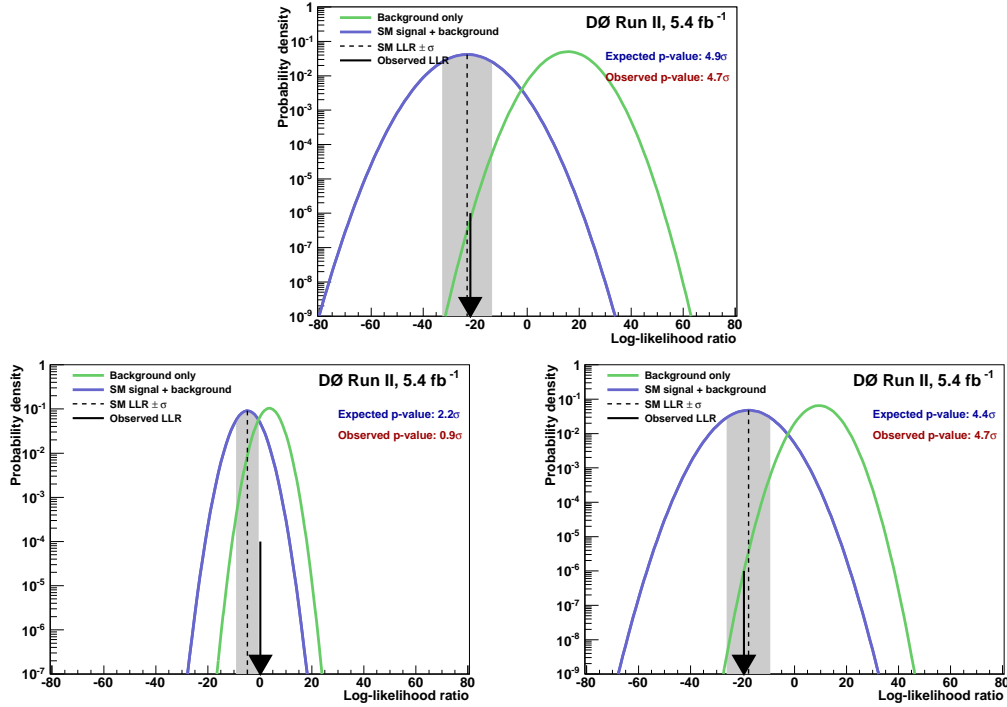 Probability density
1
10-1
10-2
10-3
10-4
10-5
10-6
10-7
10-8
10-9
Background only
SM signal + background
SM LLR ± σ
Observed LLR
DØ Run II, 5.4 fb-1
Expected p-value: 4.9σ
Observed p-value: 4.7σ
-80 -60 -40 -20 0 20 40 60 80
Log-likelihood ratio
Probability density
1
10-1
10-2
10-3
10-4
10-5
10-6
10-7
Background only
SM signal + background
SM LLR ± σ
Observed LLR
DØ Run II, 5.4 fb-1
Expected p-value: 2.2σ
Observed p-value: 0.9σ
-80 -60 -40 -20 0 20 40 60 80
Log-likelihood ratio
Probability density
1
10-1
10-2
10-3
10-4
10-5
10-6
10-7
10-8
10-9
Background only
SM signal + background
SM LLR ± σ
Observed LLR
DØ Run II, 5.4 fb-1
Expected p-value: 4.4σ
Observed p-value: 4.7σ
-80 -60 -40 -20 0 20 40 60 80
Log-likelihood ratio